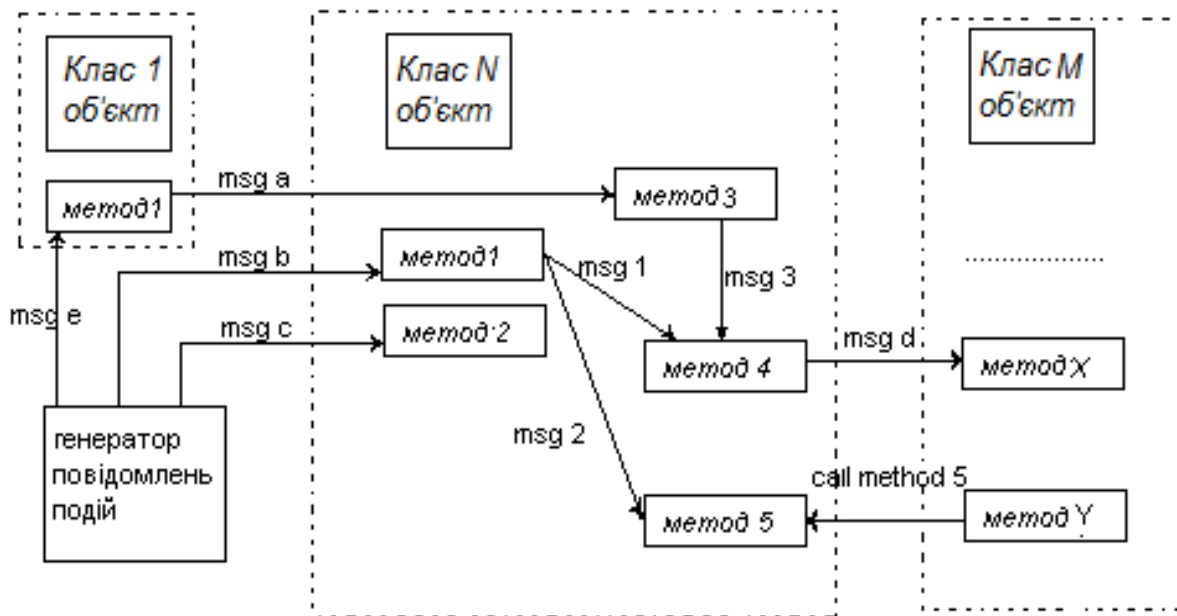 Клас 1
об'єкт
Клас N
об'єкт
Клас M
об'єкт
msg a
метод1
метод 3
msg b
метод1
msg 1
msg 3
msg e
msg c
метод 2
метод 4
msg d
метод X
генератор
повідомлень
подій
msg 2
call method 5
метод 5
метод Y